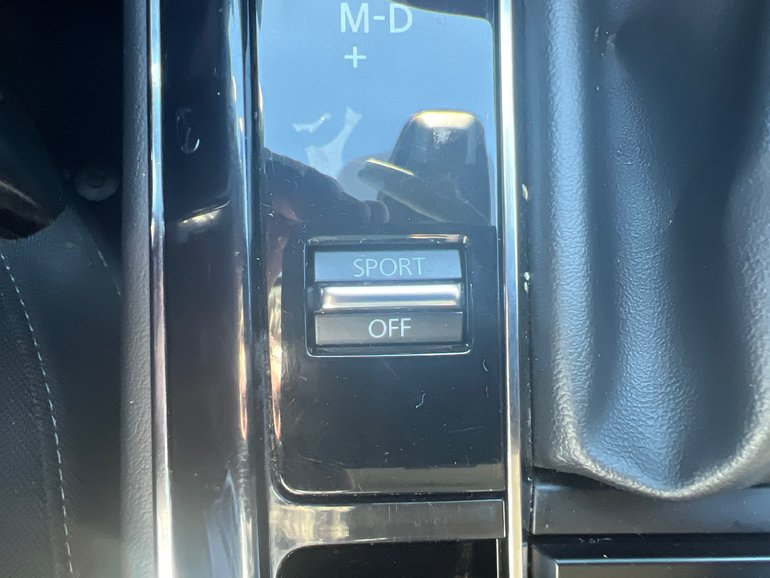 M-D
+
SPORT
OFF